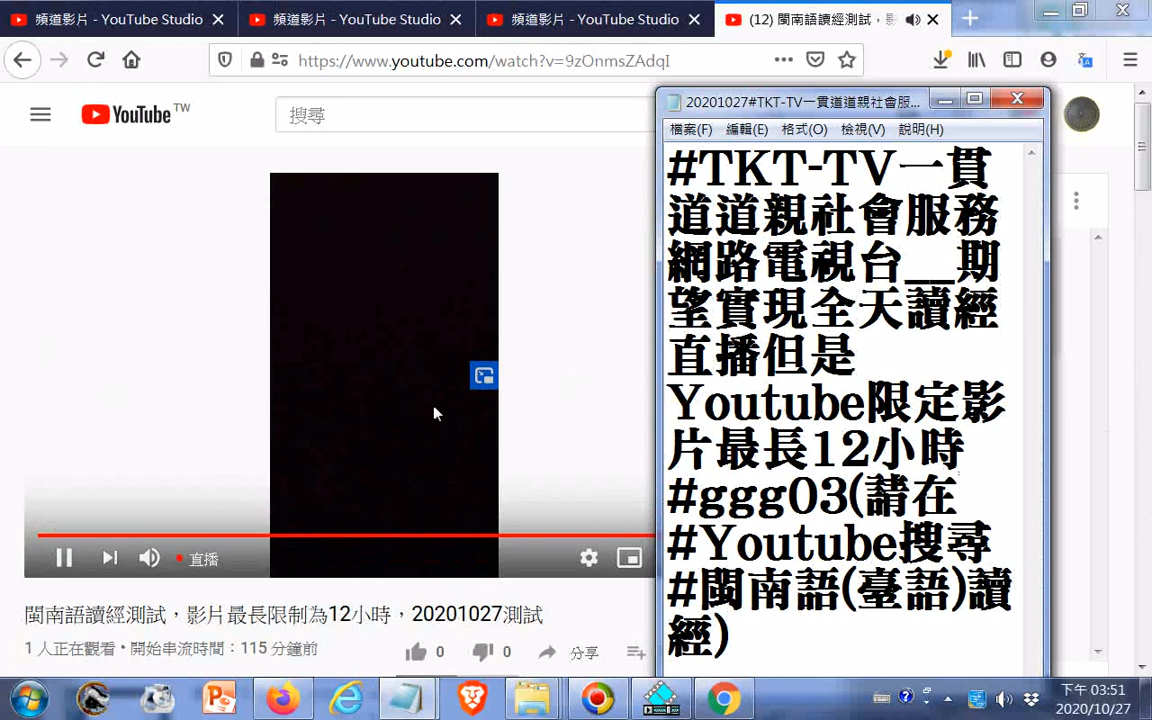 頻道影片 - YouTube Studio
頻道影片 - YouTube Studio
頻道影片 - YouTube Studio
(12) 閩南語讀經測試，影
https://www.youtube.com/watch?v=9zOnmsZAdqI
YouTube TW
搜尋
20201027#TKT-TV一貫道道親社會服...
檔案(F) 編輯(E) 格式(O) 檢視(V) 說明(H)
#TKT-TV一貫
道道親社會服務
網路電視台__期
望實現全天讀經
直播但是
Youtube限定影
片最長12小時
#ggg03(請在
#Youtube搜尋
#閩南語(臺語)讀
經)
直播
閩南語讀經測試，影片最長限制為12小時，20201027測試
1 人正在觀看 • 開始串流時間：115 分鐘前
0
0
分享
下午 03:51
2020/10/27